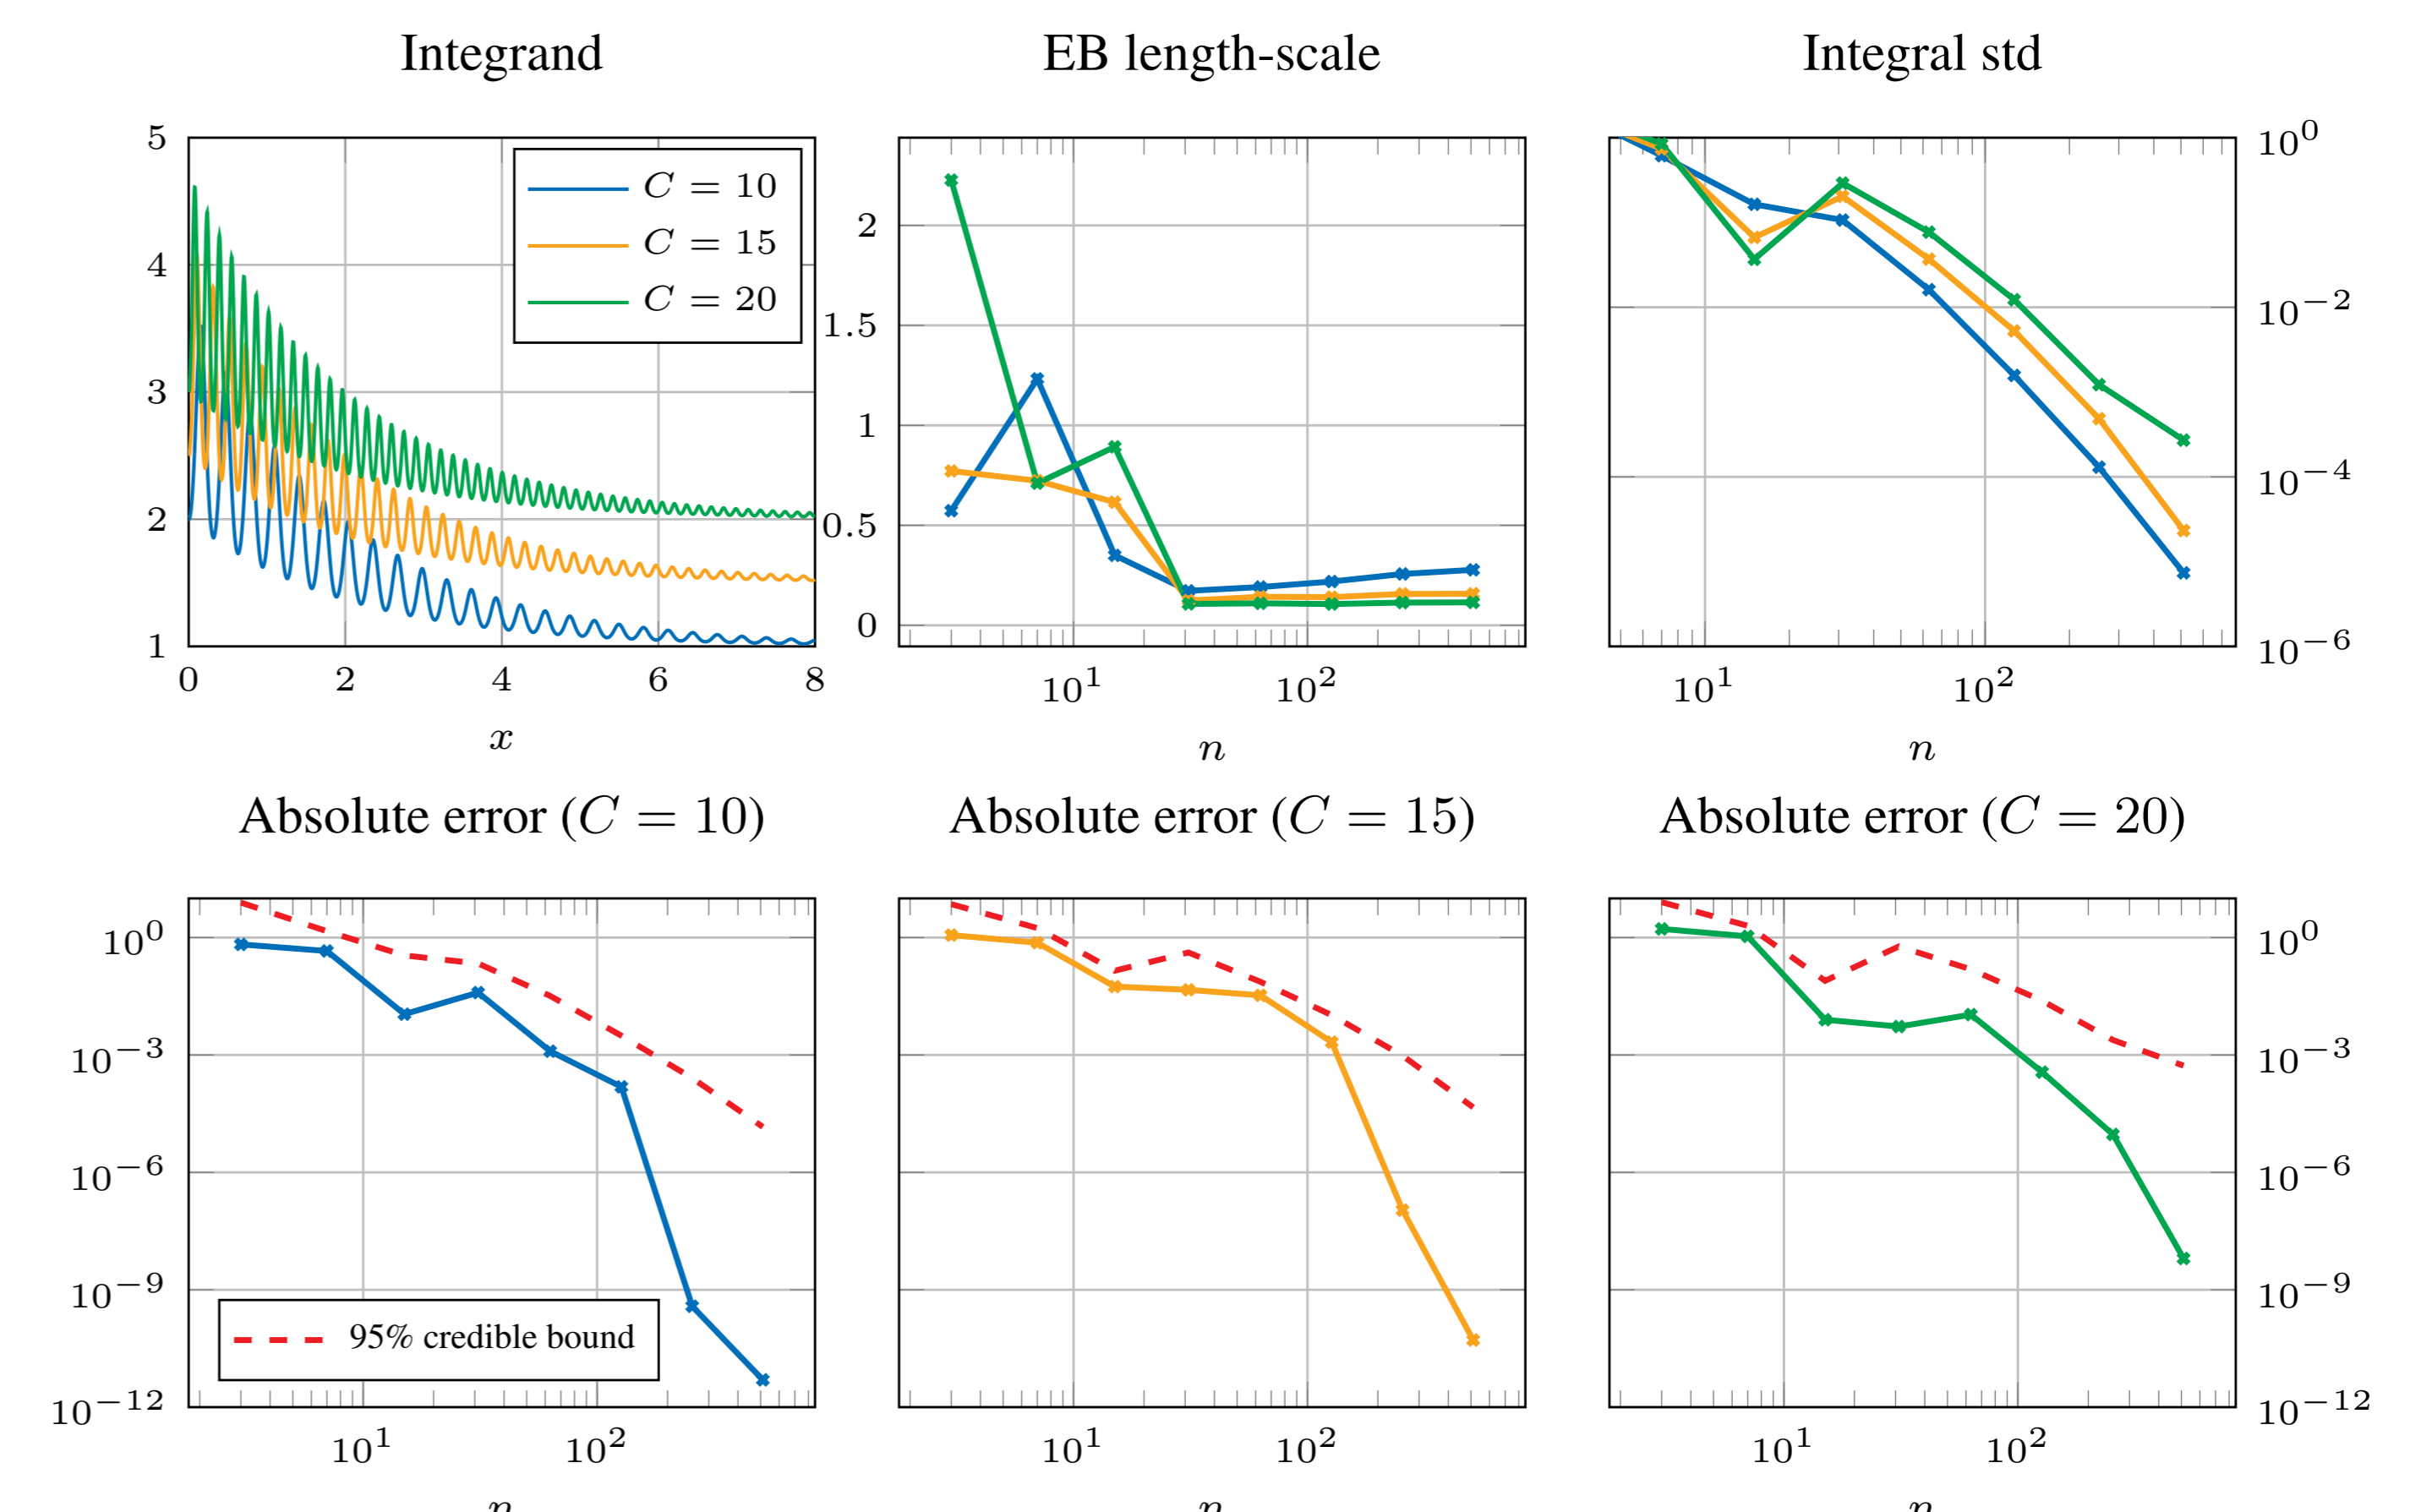 Integrand
EB length-scale
Integral std
5
4
3
2
1
0
2
4
6
8
x
C = 10
C = 15
C = 20
2
1.5
1
0.5
0
10^1
10^2
n
10^0
10^−2
10^−4
10^−6
10^1
10^2
n
Absolute error (C = 10)
Absolute error (C = 15)
Absolute error (C = 20)
10^0
10^−3
10^−6
10^−9
10^−12
95% credible bound
10^1
10^2
n
10^1
10^2
n
10^0
10^−3
10^−6
10^−9
10^−12
10^1
10^2
n